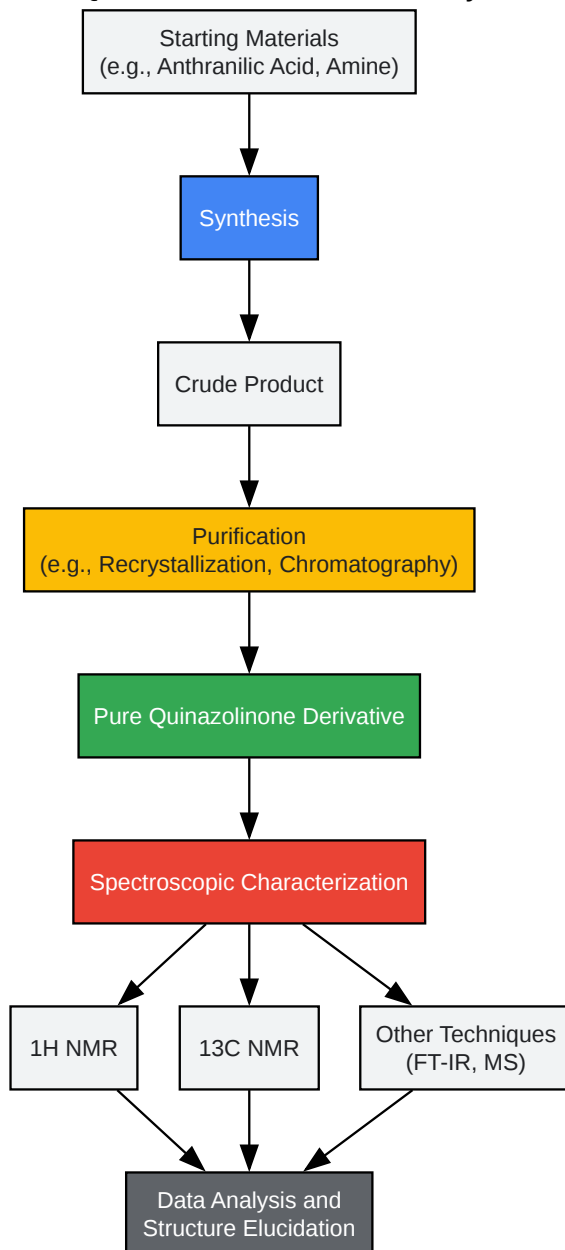 Starting Materials
(e.g., Anthranilic Acid, Amine)
Synthesis
Crude Product
Purification
(e.g., Recrystallization, Chromatography)
Pure Quinazolinone Derivative
Spectroscopic Characterization
1H NMR
13C NMR
Other Techniques
(FT-IR, MS)
Data Analysis and
Structure Elucidation